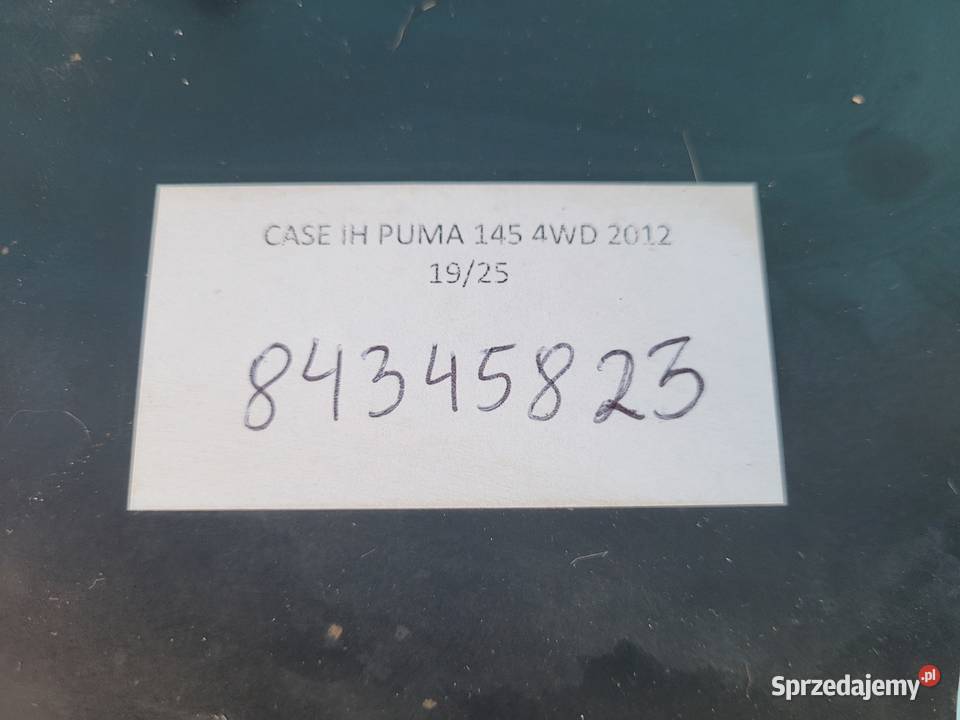 CASE IH PUMA 145 4WD 2012
19/25
84345823
Sprzedajemy.pl